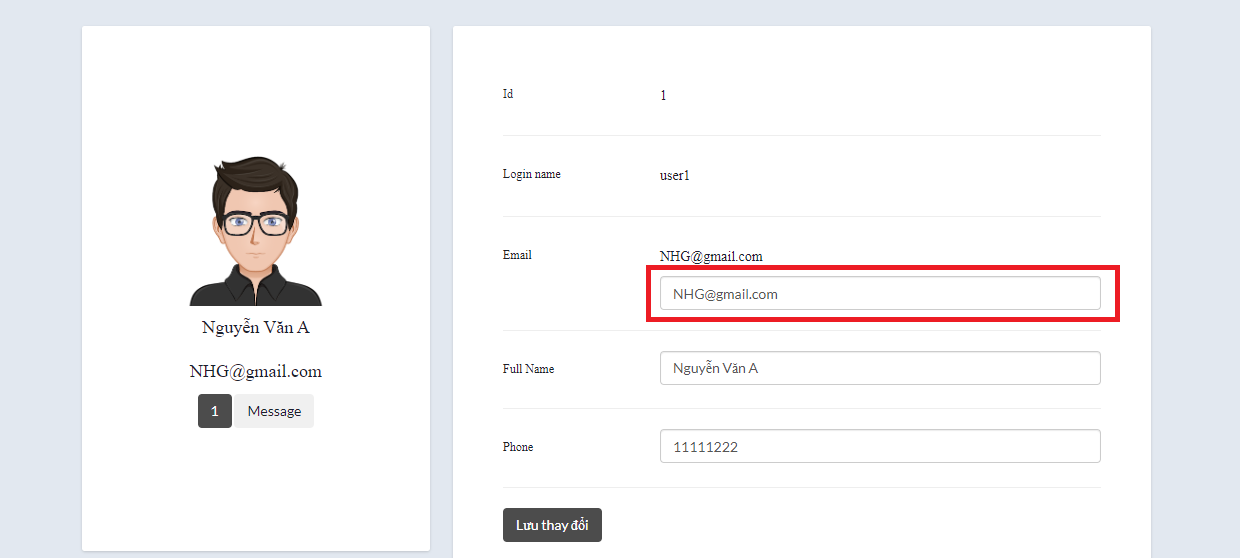 Nguyễn Văn A
NHG@gmail.com
1 Message
Id 1
Login name user1
Email NHG@gmail.com
NHG@gmail.com
Full Name Nguyễn Văn A
Phone 11111222
Lưu thay đổi